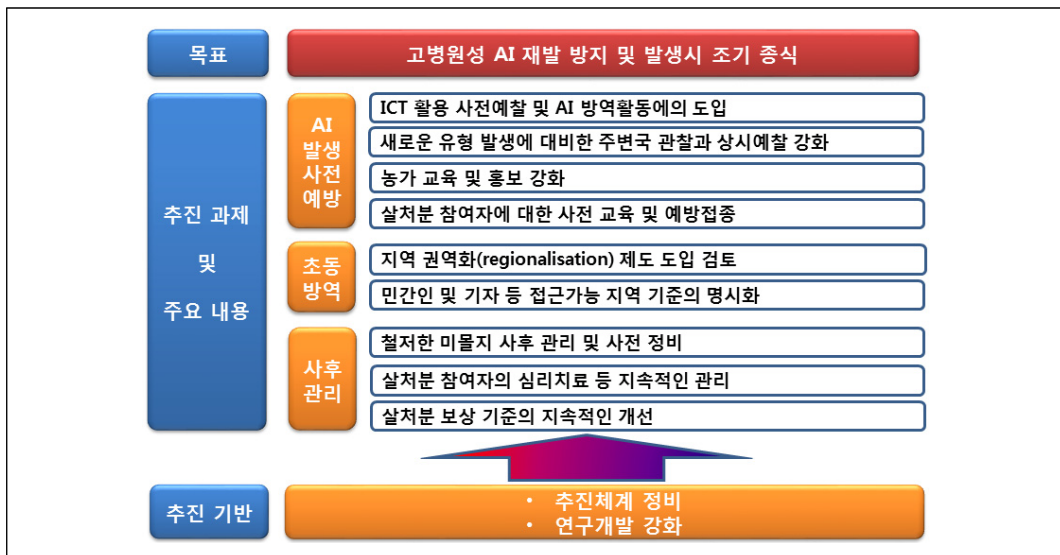 목표
고병원성 AI 재발 방지 및 발생시 조기 종식
추진 과제
및
주요 내용
AI
발생
사전
예방
ICT 활용 사전예찰 및 AI 방역활동에의 도입
새로운 유형 발생에 대비한 주변국 관찰과 상시예찰 강화
농가 교육 및 홍보 강화
살처분 참여자에 대한 사전 교육 및 예방접종
초동
방역
지역 권역화(regionalisation) 제도 도입 검토
민간인 및 기자 등 접근가능 지역 기준의 명시화
사후
관리
철저한 미몰지 사후 관리 및 사전 정비
살처분 참여자의 심리치료 등 지속적인 관리
살처분 보상 기준의 지속적인 개선
추진 기반
• 추진체계 정비
• 연구개발 강화